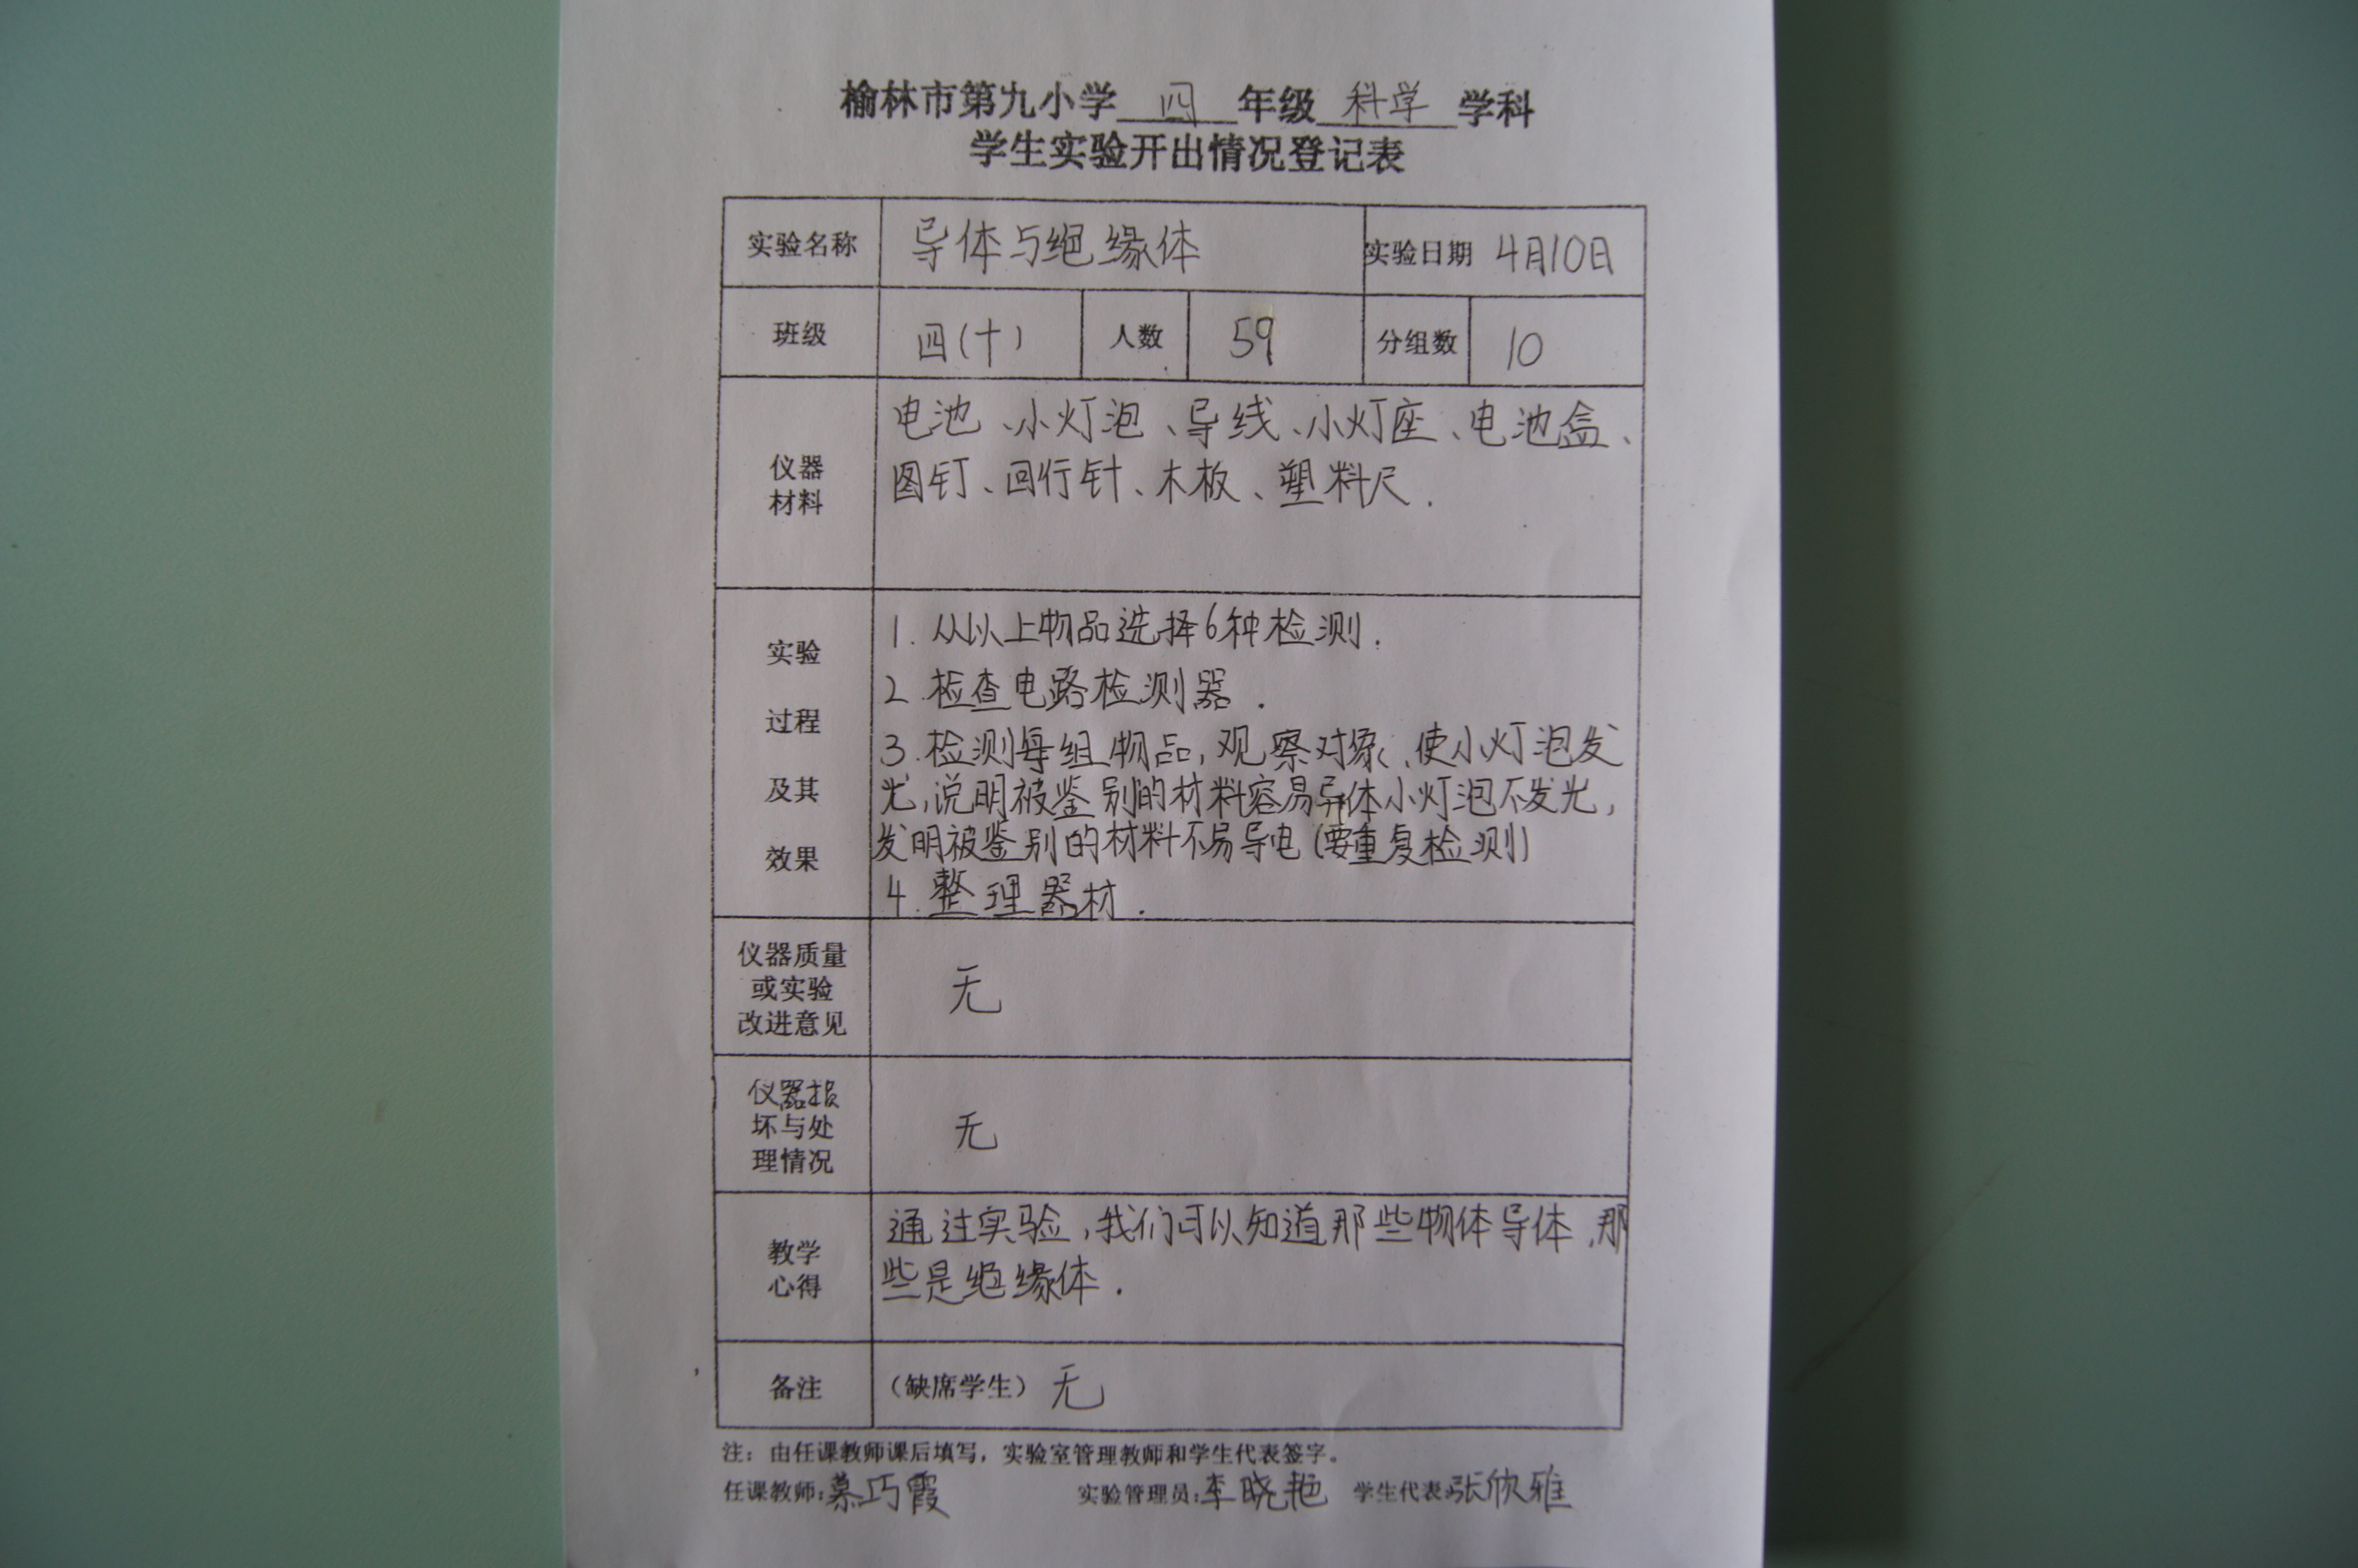 榆林市第九小学 四 年级 科学 学科
学生实验开出情况登记表
实验名称 导体与绝缘体 实验日期 4月10日
班级 四(十) 人数 59 分组数 10
仪器
材料
电池、小灯泡、导线、小灯座、电池盒、
图钉、回行针、木板、塑料尺.
实验
过程
及其
效果
1. 从以上物品选择6种检测.
2.检查电路检测器.
3.检测每组物品,观察对象、使小灯泡发
光,说明被鉴别的材料容易导体小灯泡不发光,
发明被鉴别的材料不易导电(要重复检测)
4.整理器材.
仪器质量
或实验
改进意见
无
仪器损
坏与处
理情况
无
教学
心得
通过实验,我们可以知道那些物体导体,那
些是绝缘体.
备注 (缺席学生) 无
注:由任课教师课后填写,实验室管理教师和学生代表签字。
任课教师:慕巧霞 实验管理员:李晓艳 学生代表:张欣雅